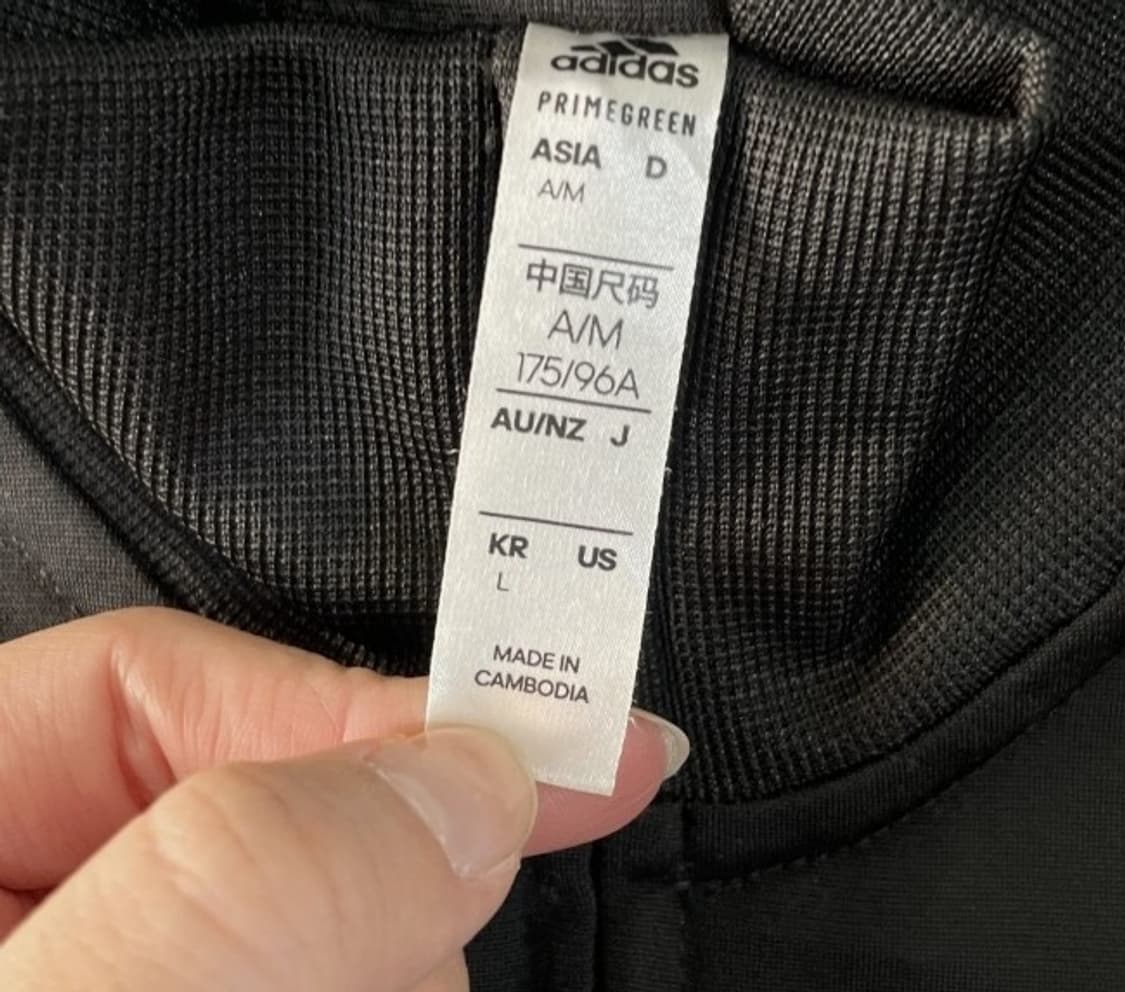 adidas
PRIMEGREEN
ASIA D
A/M
中国尺码
A/M
175/96A
AU/NZ J
KR US
L
MADE IN
CAMBODIA